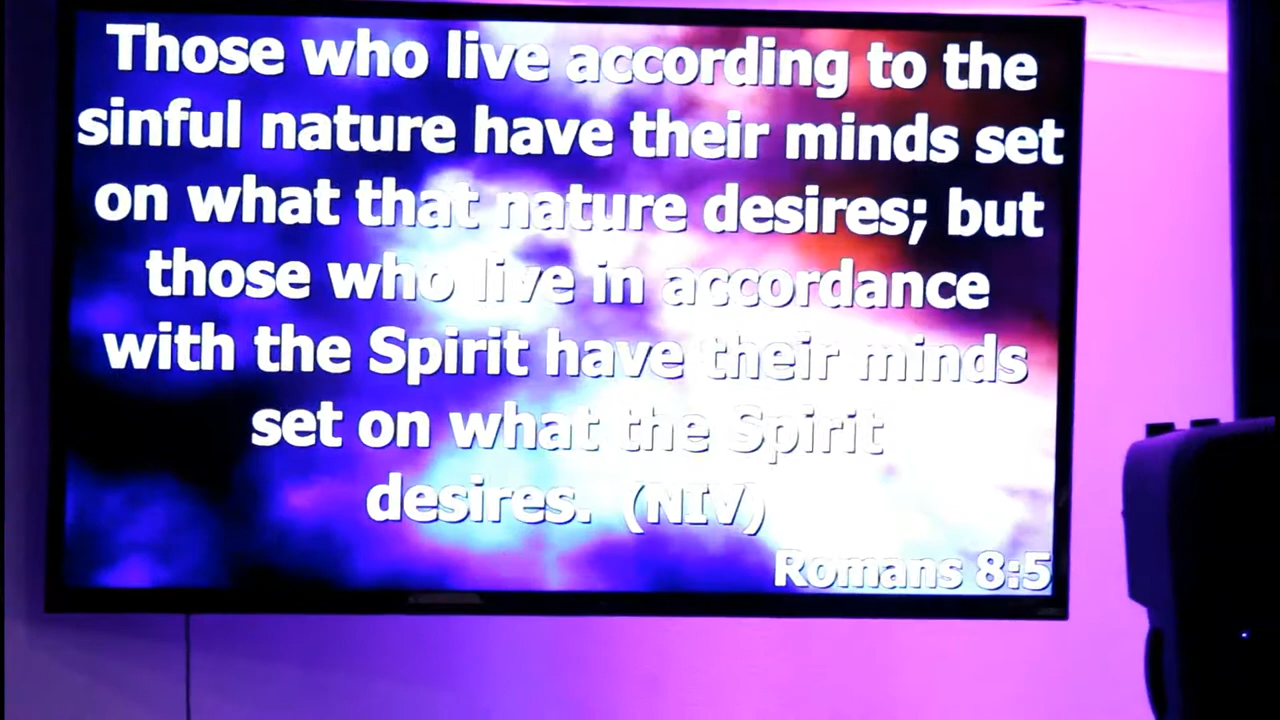 Those who live according to the
sinful nature have their minds set
on what that nature desires; but
those who live in accordance
with the Spirit have their minds
set on what the Spirit
desires. (NIV)
Romans 8:5